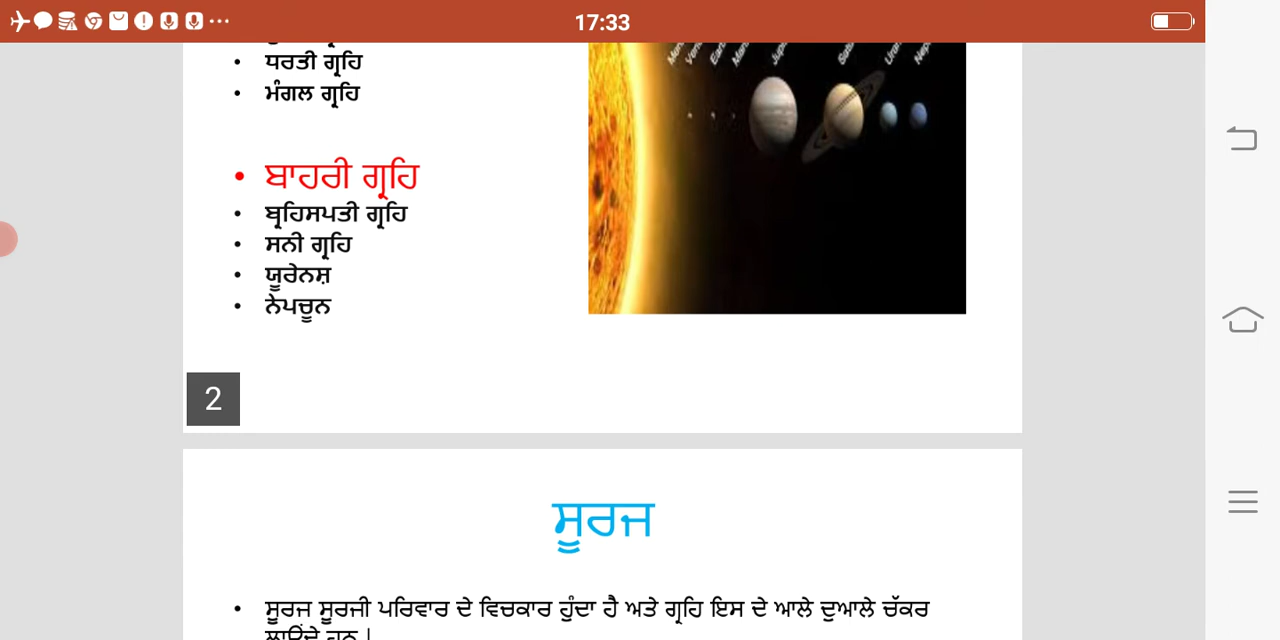 17:33
ਧਰਤੀ ਗ੍ਰਹਿ
ਮੰਗਲ ਗ੍ਰਹਿ
ਬਾਹਰੀ ਗ੍ਰਹਿ
ਬ੍ਰਹਿਸਪਤੀ ਗ੍ਰਹਿ
ਸਨੀ ਗ੍ਰਹਿ
ਯੂਰੇਨਸ਼
ਨੇਪਚੂਨ
2
ਸੂਰਜ
ਸੂਰਜ ਸੂਰਜੀ ਪਰਿਵਾਰ ਦੇ ਵਿਚਕਾਰ ਹੁੰਦਾ ਹੈ ਅਤੇ ਗ੍ਰਹਿ ਇਸ ਦੇ ਆਲੇ ਦੁਆਲੇ ਚੱਕਰ
ਲਾਉਂਦੇ ਹਨ |